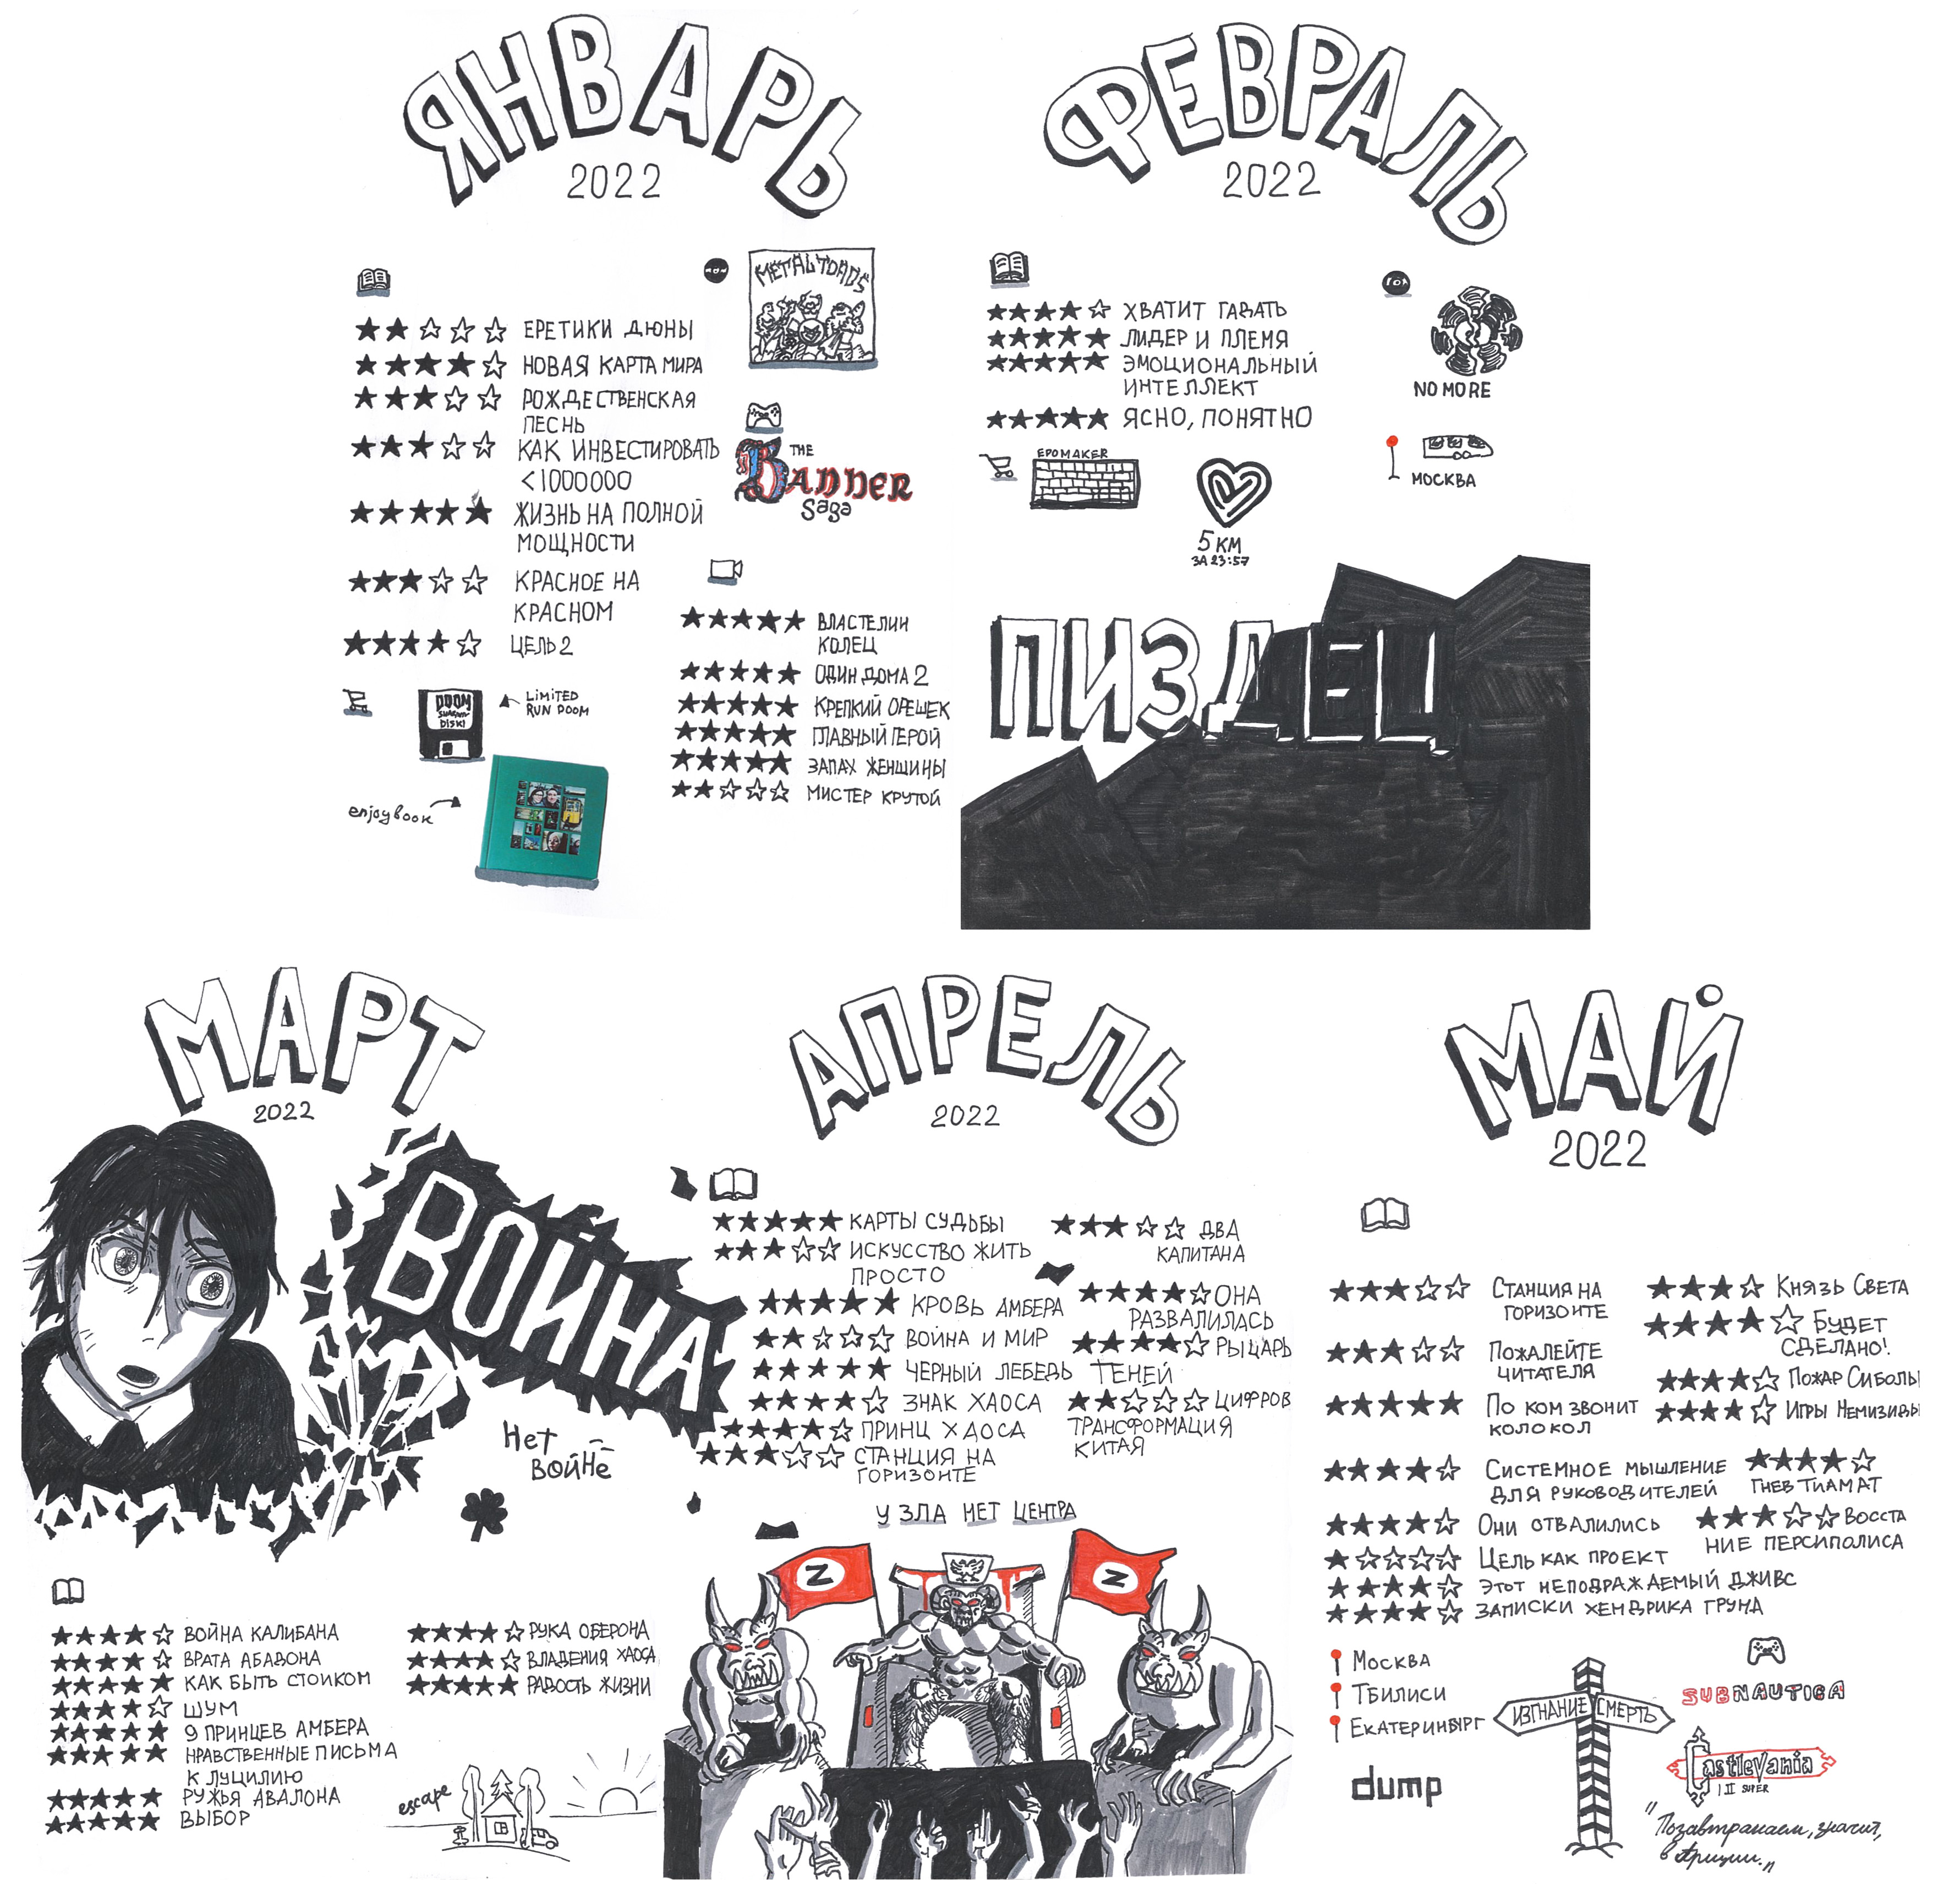 ЯНВАРЬ
2022
ЕРЕТИКИ ДЮНЫ
НОВАЯ КАРТА МИРА
РОЖДЕСТВЕНСКАЯ
ПЕСНЬ
КАК ИНВЕСТИРОВАТЬ
<1000000
ЖИЗНЬ НА ПОЛНОЙ
МОЩНОСТИ
КРАСНОЕ НА
КРАСНОМ
ЦЕЛЬ 2
DOOM
DISK1
LIMITED
RUN DOOM
enjoybook
METAL TOADS
THE
BANNER
Saga
ВЛАСТЕЛИН
КОЛЕЦ
ОДИН ДОМА 2
КРЕПКИЙ ОРЕШЕК
ГЛАВНЫЙ ГЕРОЙ
ЗАПАХ ЖЕНЩИНЫ
МИСТЕР КРУТОЙ
ФЕВРАЛЬ
2022
ХВАТИТ ГАДАТЬ
ЛИДЕР И ПЛЕМЯ
ЭМОЦИОНАЛЬНЫЙ
ИНТЕЛЛЕКТ
ЯСНО, ПОНЯТНО
EPOMAKER
5 КМ
ЗА 23:57
NO MORE
МОСКВА
ПИЗДЕЦ
МАРТ
2022
ВОЙНА
Нет
войне
ВОЙНА КАЛИБАНА
ВРАТА АБАДОНА
КАК БЫТЬ СТОИКОМ
ШУМ
9 ПРИНЦЕВ АМБЕРА
НРАВСТВЕННЫЕ ПИСЬМА
К ЛУЦИЛИЮ
РУЖЬЯ АВАЛОНА
ВЫБОР
РУКА ОБЕРОНА
ВЛАДЕНИЯ ХАОСА
РАДОСТЬ ЖИЗНИ
escape
АПРЕЛЬ
2022
КАРТЫ СУДЬБЫ
ИСКУССТВО ЖИТЬ
ПРОСТО
КРОВЬ АМБЕРА
ВОЙНА И МИР
ЧЕРНЫЙ ЛЕБЕДЬ
ЗНАК ХАОСА
ПРИНЦ ХАОСА
СТАНЦИЯ НА
ГОРИЗОНТЕ
ДВА
КАПИТАНА
ОНА
РАЗВАЛИЛАСЬ
РЫЦАРЬ
ТЕНЕЙ
ЦИФРОВ
ТРАНСФОРМАЦИЯ
КИТАЯ
У ЗЛА НЕТ ЦЕНТРА
Z
Z
МАЙ
2022
СТАНЦИЯ НА
ГОРИЗОНТЕ
ПОЖАЛЕЙТЕ
ЧИТАТЕЛЯ
ПО КОМ ЗВОНИТ
КОЛОКОЛ
СИСТЕМНОЕ МЫШЛЕНИЕ
ДЛЯ РУКОВОДИТЕЛЕЙ
ОНИ ОТВАЛИЛИСЬ
ЦЕЛЬ КАК ПРОЕКТ
ЭТОТ НЕПОДРАЖАЕМЫЙ ДЖИВС
ЗАПИСКИ ХЕНДРИКА ГРУНА
КНЯЗЬ СВЕТА
БУДЕТ
СДЕЛАНО!
ПОЖАР СИБОЛЫ
ИГРЫ НЕМИЗИДЫ
ГНЕВ ТИАМАТ
ВОССТА
НИЕ ПЕРСИПОЛИСА
МОСКВА
ТБИЛИСИ
ЕКАТЕРИНБУРГ
dump
ИЗГНАНИЕ СМЕРТЬ
SUBNAUTICA
CastleVania
I II SUPER
"Позавтракаем, значит,
в Ариции."